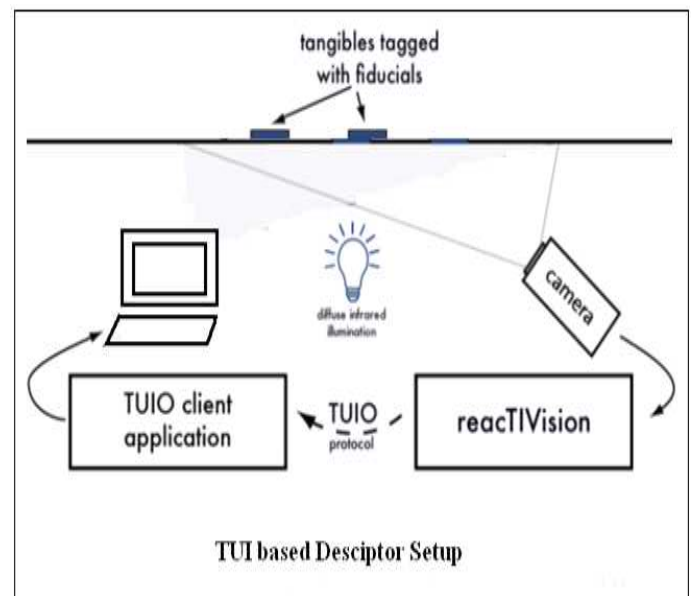 tangibles tagged
with fiducials
camera
diffuse infrared
illumination
TUIO client
application
TUIO
protocol
reacTIVision
TUI based Desciptor Setup